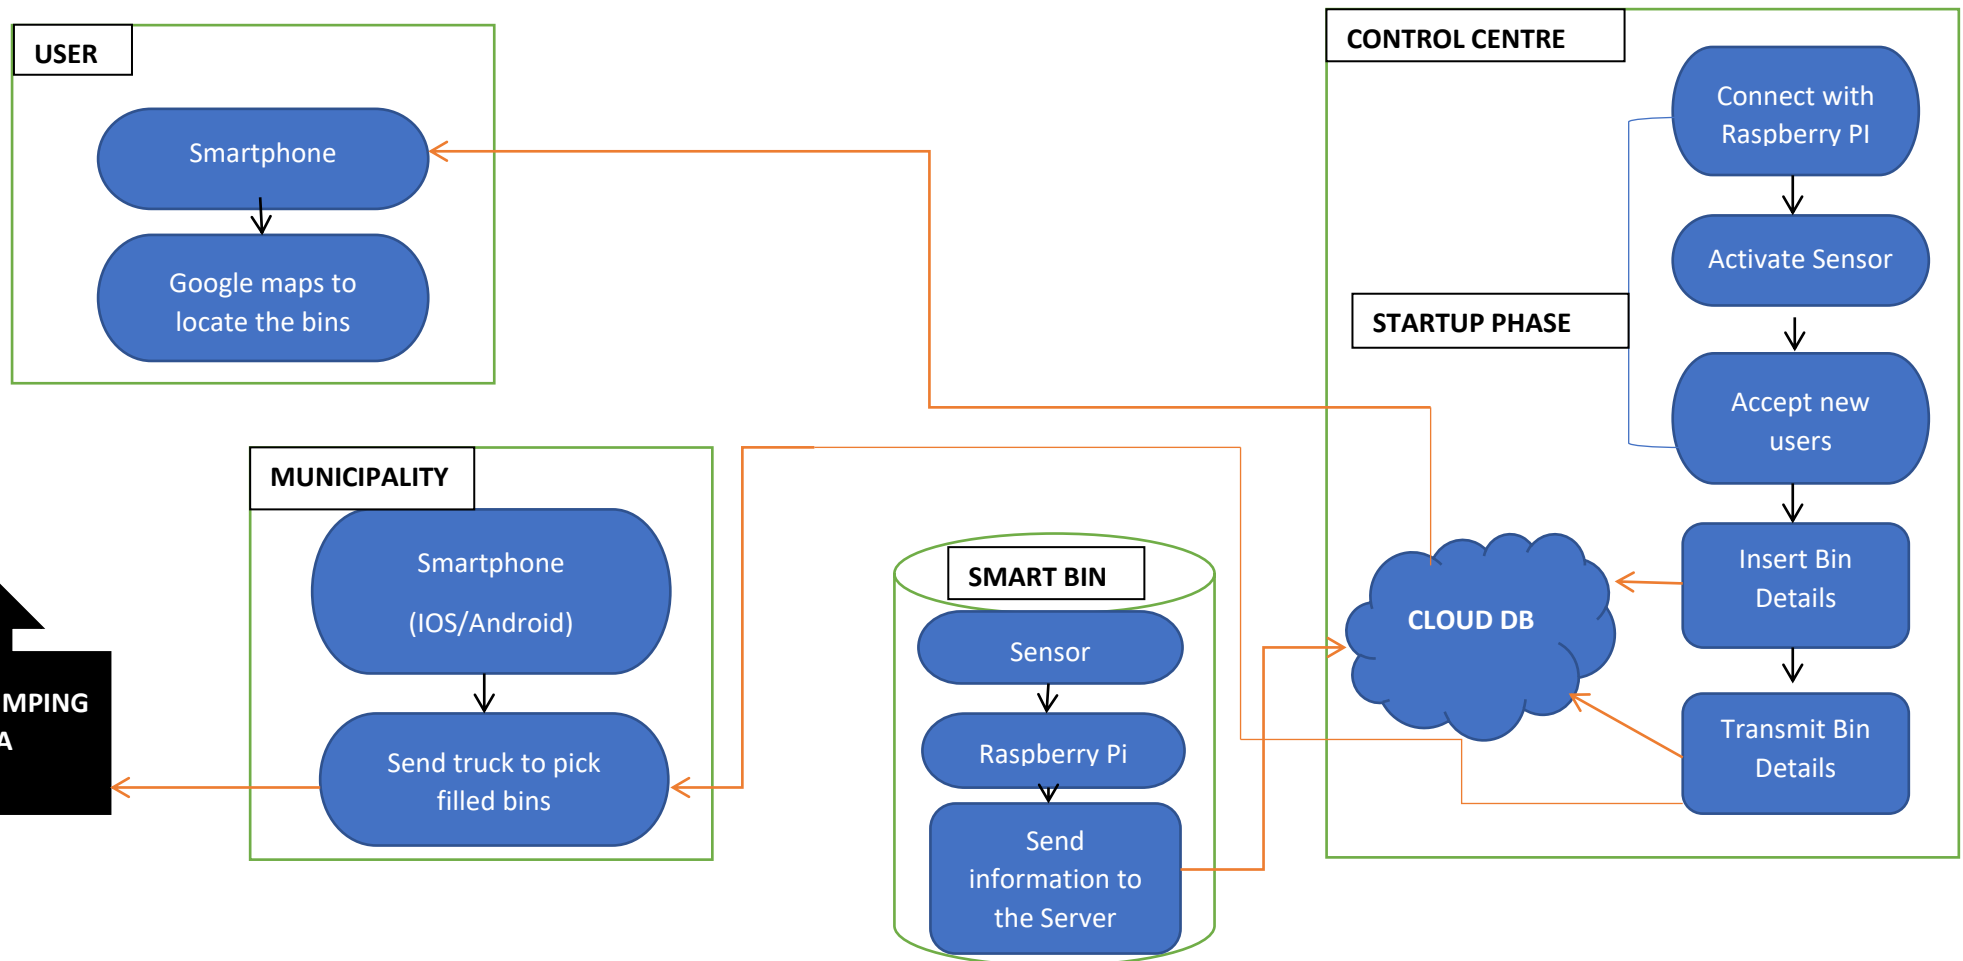 USER
Smartphone
Google maps to
locate the bins
CONTROL CENTRE
Connect with
Raspberry PI
Activate Sensor
STARTUP PHASE
Accept new
users
Insert Bin
Details
Transmit Bin
Details
CLOUD DB
MUNICIPALITY
Smartphone
(IOS/Android)
Send truck to pick
filled bins
SMART BIN
Sensor
Raspberry Pi
Send
information to
the Server
MPING
A